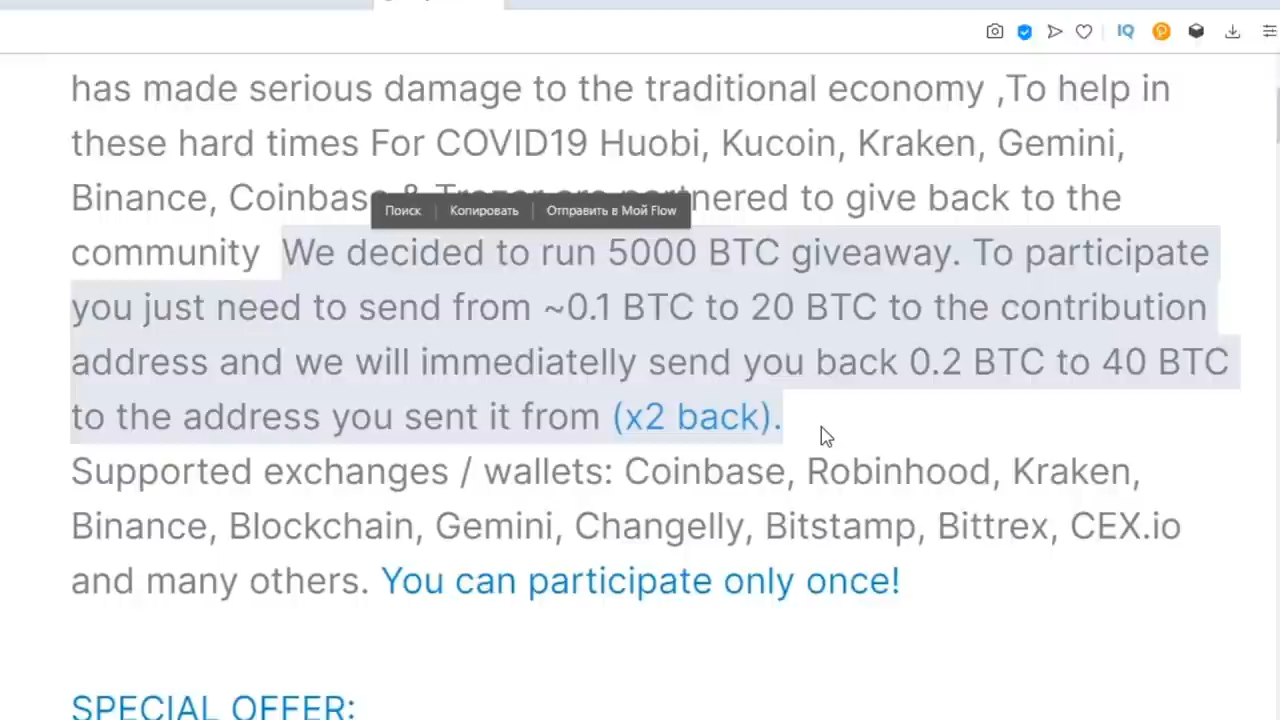 has made serious damage to the traditional economy ,To help in
these hard times For COVID19 Huobi, Kucoin, Kraken, Gemini,
Binance, Coinbase & Trezor are partnered to give back to the
Поиск Копировать Отправить в Мой Flow
community We decided to run 5000 BTC giveaway. To participate
you just need to send from ~0.1 BTC to 20 BTC to the contribution
address and we will immediatelly send you back 0.2 BTC to 40 BTC
to the address you sent it from (x2 back).
Supported exchanges / wallets: Coinbase, Robinhood, Kraken,
Binance, Blockchain, Gemini, Changelly, Bitstamp, Bittrex, CEX.io
and many others. You can participate only once!
SPECIAL OFFER: